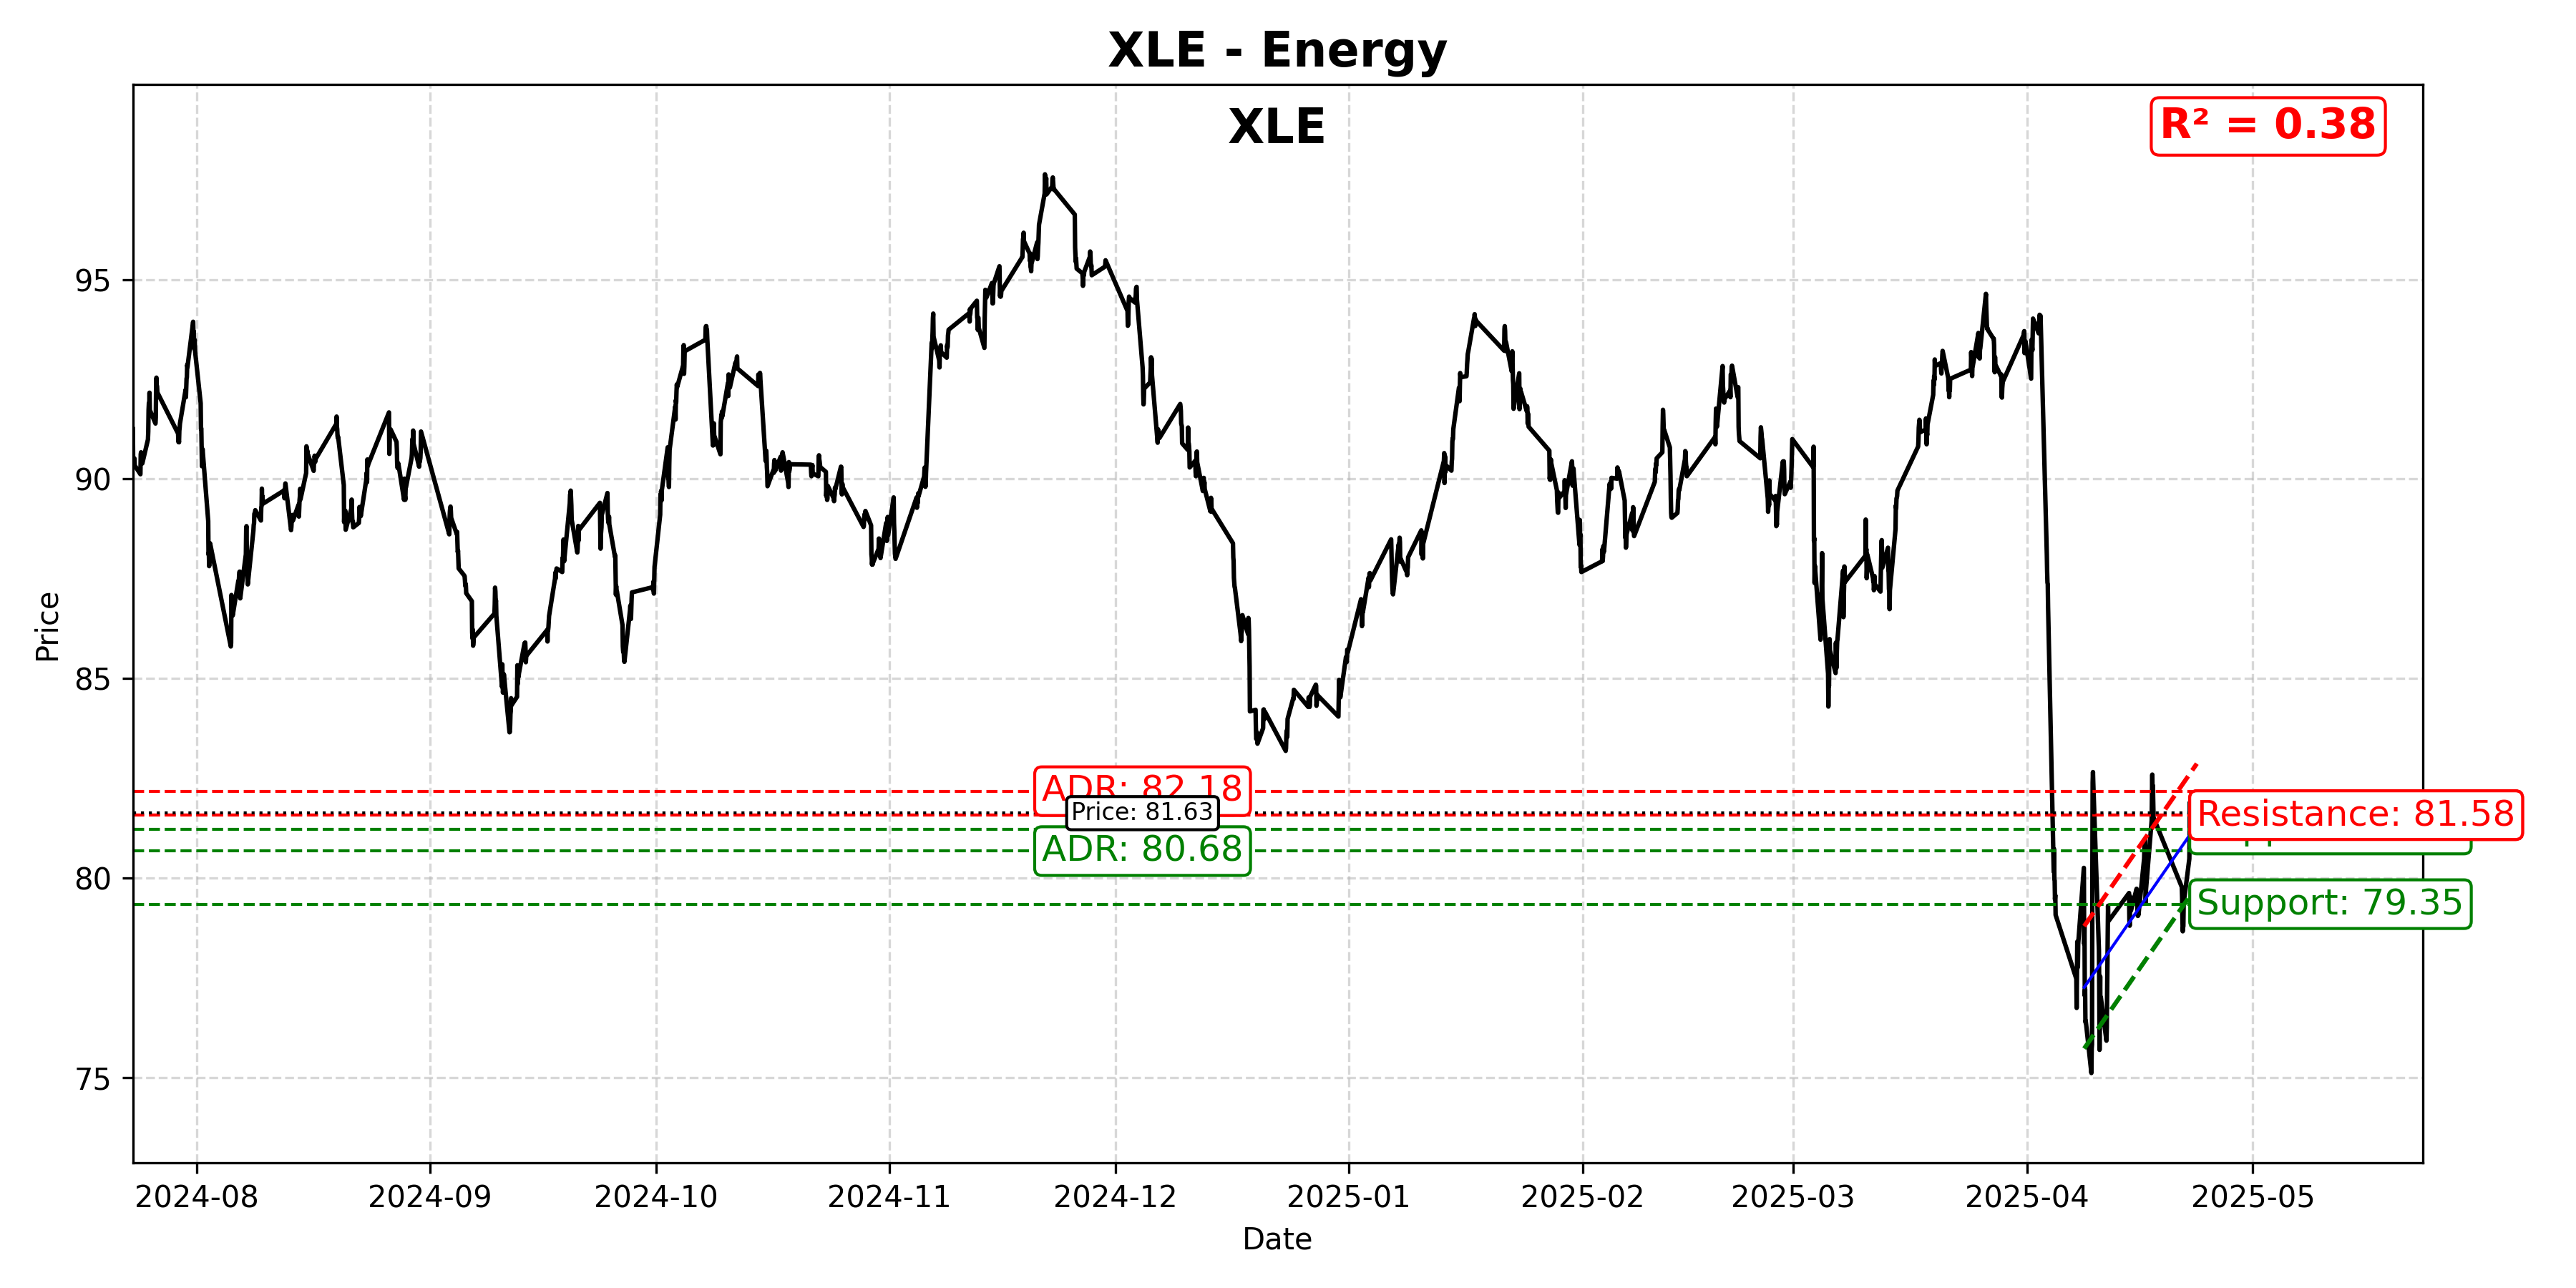 XLE - Energy
XLE
R² = 0.38
95
90
85
80
75
Price
ADR: 82.18
Price: 81.63
ADR: 80.68
Resistance: 81.58
Support: 79.35
2024-08
2024-09
2024-10
2024-11
2024-12
2025-01
2025-02
2025-03
2025-04
2025-05
Date